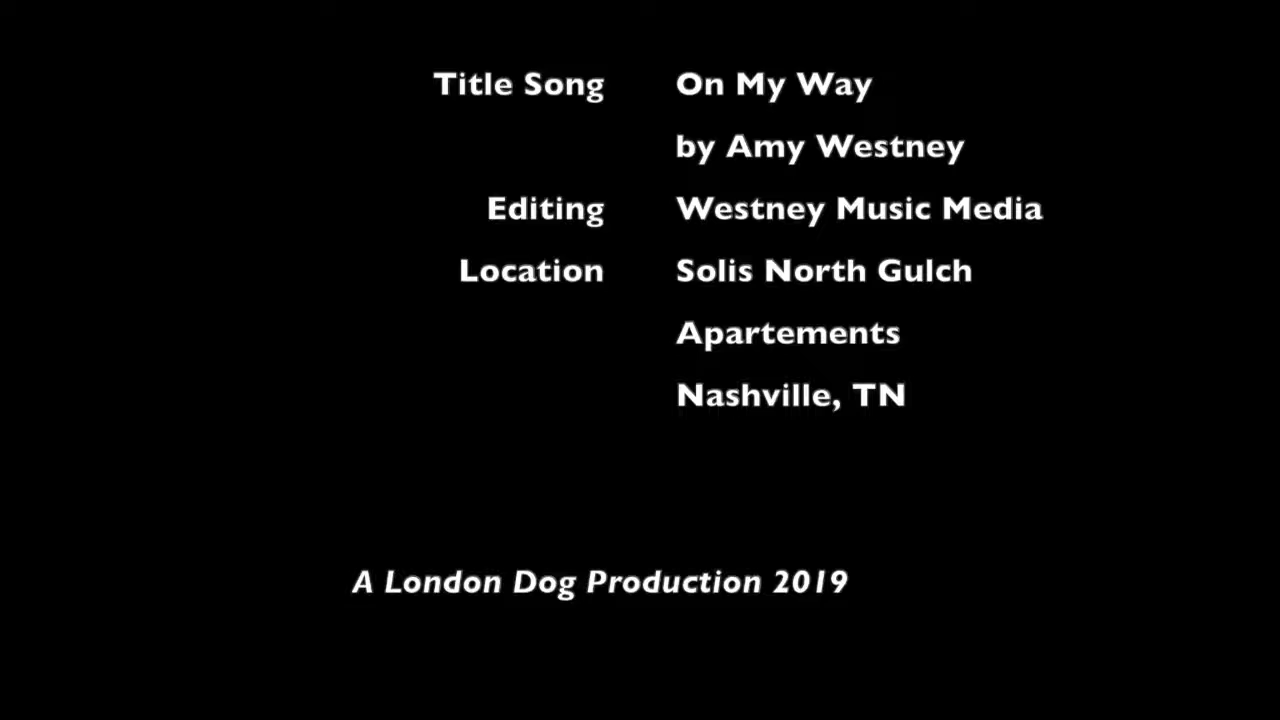 Title Song On My Way
by Amy Westney
Editing Westney Music Media
Location Solis North Gulch
Apartements
Nashville, TN
A London Dog Production 2019